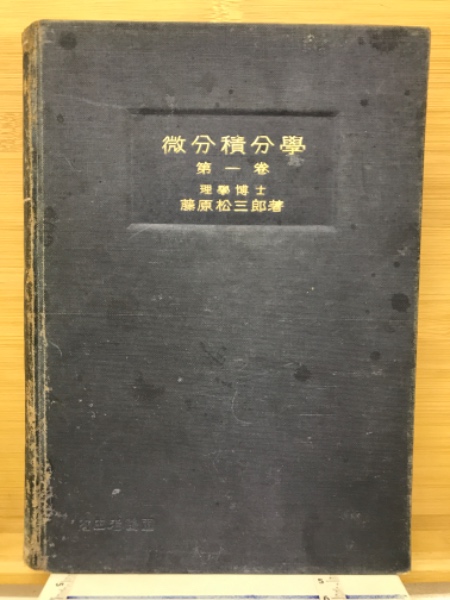 微分積分學
第一卷
理學博士
藤原松三郎著